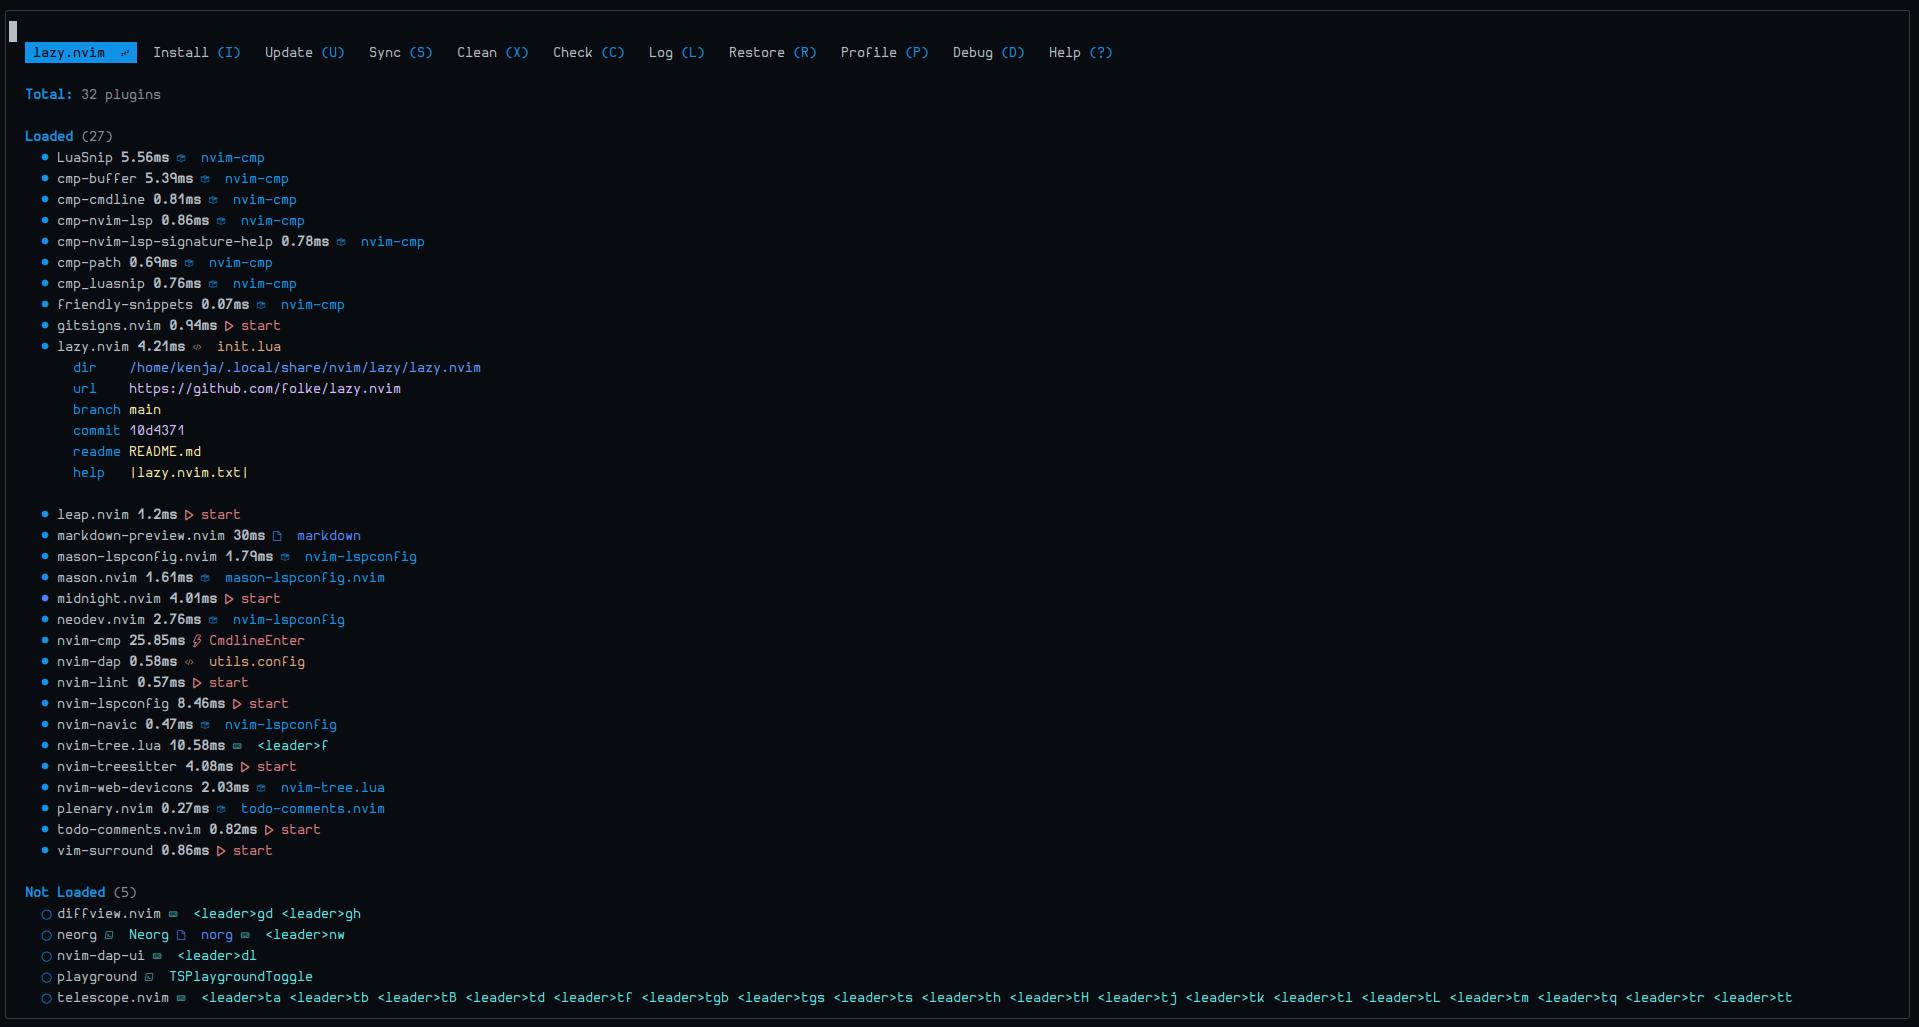 lazy.nvim Install (I) Update (U) Sync (S) Clean (X) Check (C) Log (L) Restore (R) Profile (P) Debug (D) Help (?)
Total: 32 plugins
Loaded (27)
● LuaSnip 5.56ms nvim-cmp
● cmp-buffer 5.39ms nvim-cmp
● cmp-cmdline 0.81ms nvim-cmp
● cmp-nvim-lsp 0.86ms nvim-cmp
● cmp-nvim-lsp-signature-help 0.78ms nvim-cmp
● cmp-path 0.69ms nvim-cmp
● cmp_luasnip 0.76ms nvim-cmp
● friendly-snippets 0.07ms nvim-cmp
● gitsigns.nvim 0.94ms start
● lazy.nvim 4.21ms init.lua
dir /home/kenja/.local/share/nvim/lazy/lazy.nvim
url https://github.com/folke/lazy.nvim
branch main
commit 10d4371
readme README.md
help |lazy.nvim.txt|
● leap.nvim 1.2ms start
● markdown-preview.nvim 30ms markdown
● mason-lspconfig.nvim 1.79ms nvim-lspconfig
● mason.nvim 1.61ms mason-lspconfig.nvim
● midnight.nvim 4.01ms start
● neodev.nvim 2.76ms nvim-lspconfig
● nvim-cmp 25.85ms CmdlineEnter
● nvim-dap 0.58ms utils.config
● nvim-lint 0.57ms start
● nvim-lspconfig 8.46ms start
● nvim-navic 0.47ms nvim-lspconfig
● nvim-tree.lua 10.58ms <leader>f
● nvim-treesitter 4.08ms start
● nvim-web-devicons 2.03ms nvim-tree.lua
● plenary.nvim 0.27ms todo-comments.nvim
● todo-comments.nvim 0.82ms start
● vim-surround 0.86ms start
Not Loaded (5)
○ diffview.nvim <leader>gd <leader>gh
○ neorg Neorg norg <leader>nw
○ nvim-dap-ui <leader>dl
○ playground TSPlaygroundToggle
○ telescope.nvim <leader>ta <leader>tb <leader>tB <leader>td <leader>tf <leader>tgb <leader>tgs <leader>ts <leader>th <leader>tH <leader>tj <leader>tk <leader>tl <leader>tL <leader>tm <leader>tq <leader>tr <leader>tt